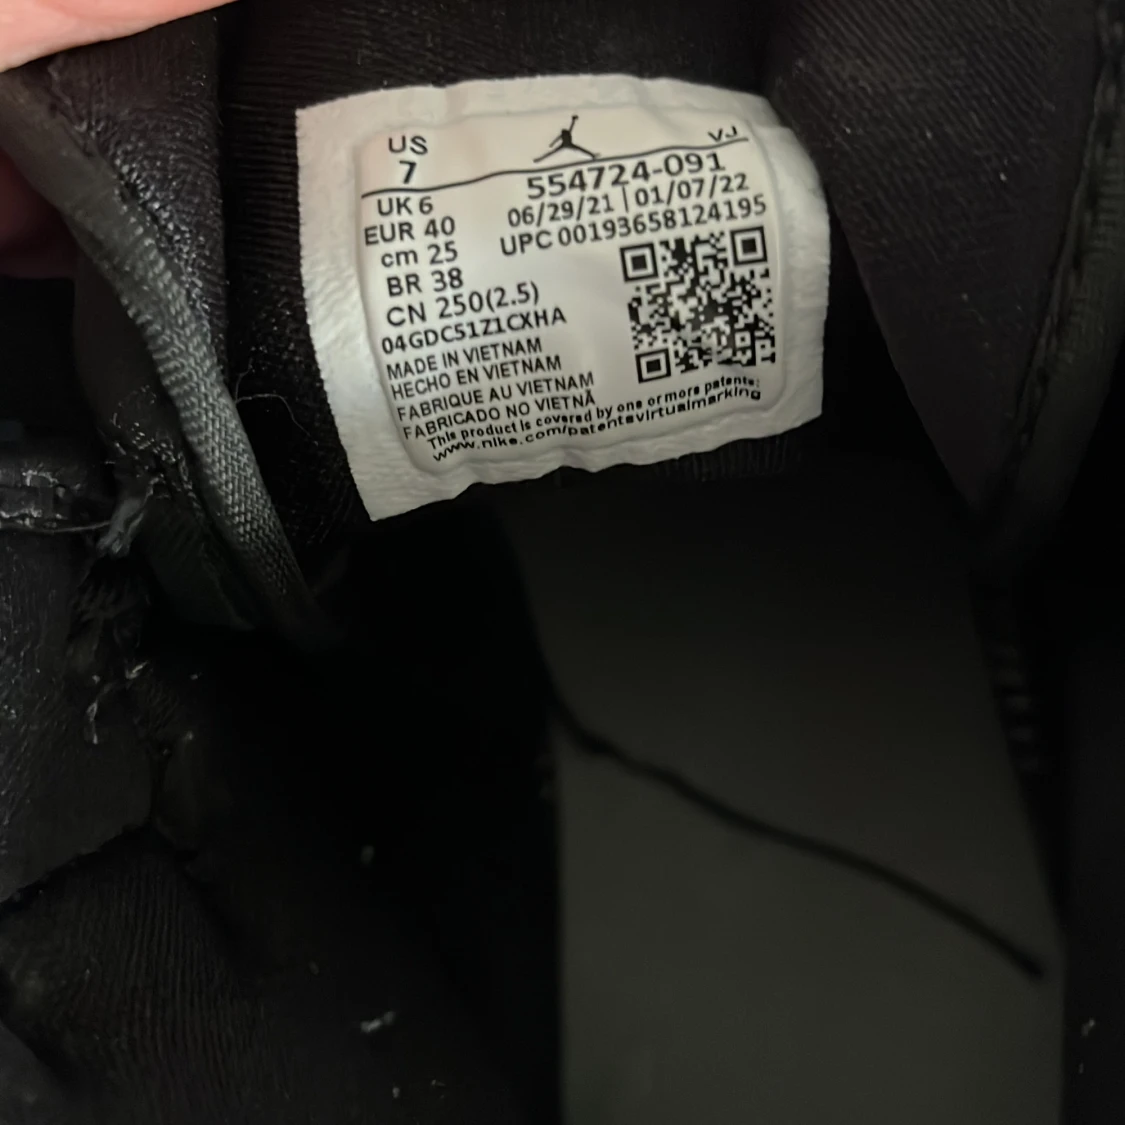 US
7
VJ
554724-091
06/29/21 | 01/07/22
UPC 00193658124195
UK 6
EUR 40
cm 25
BR 38
CN 250(2.5)
04GDC51Z1CXHA
MADE IN VIETNAM
HECHO EN VIETNAM
FABRIQUE AU VIETNAM
FABRICADO NO VIETNÃ
This product is covered by one or more patents:
www.nike.com/patentsvirtualmarking